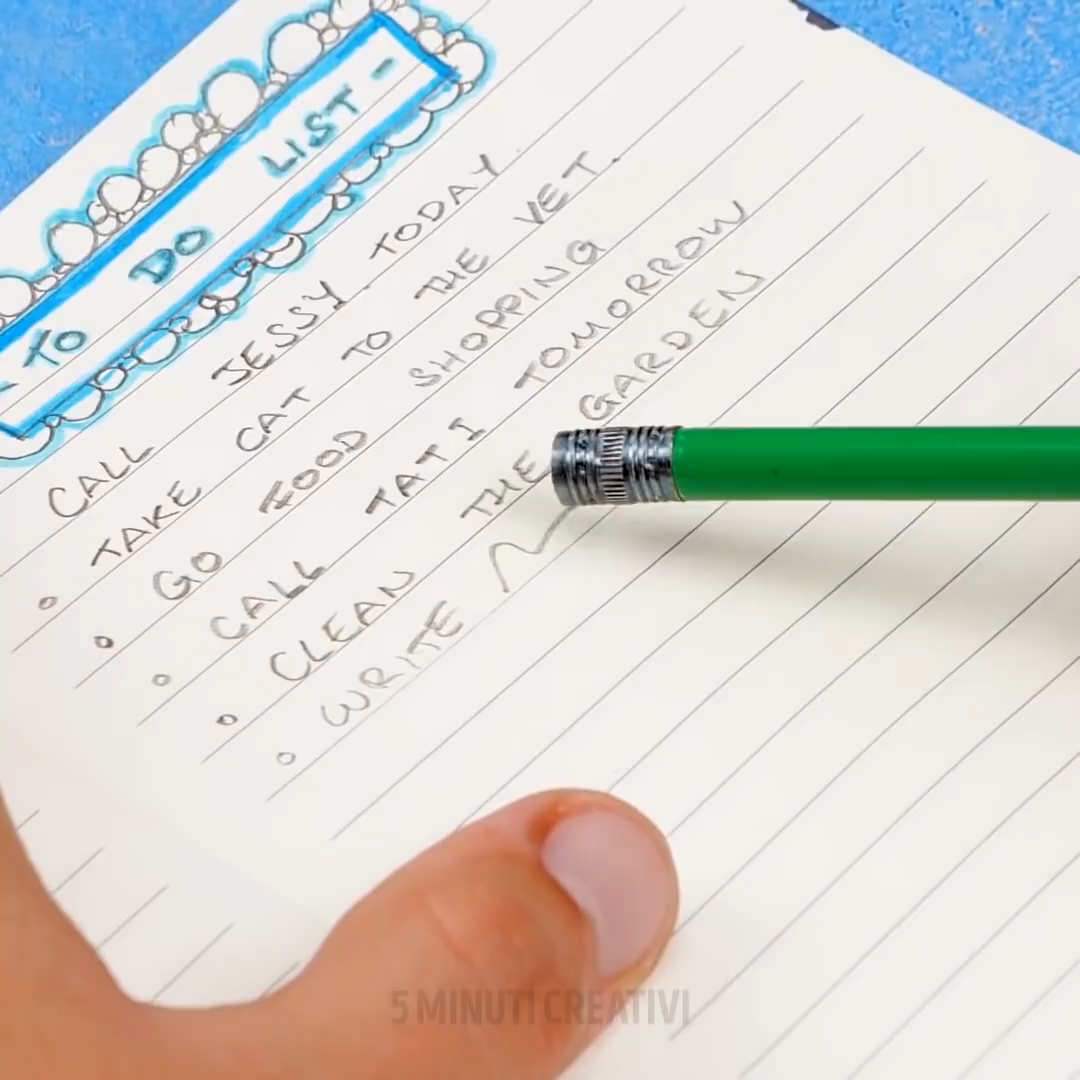 - TO DO LIST -
CALL JESSY TODAY.
TAKE CAT TO THE VET.
GO FOOD SHOPPING
CALL TATI TOMORROW
CLEAN THE GARDEN
WRITE
5 MINUTI CREATIVI